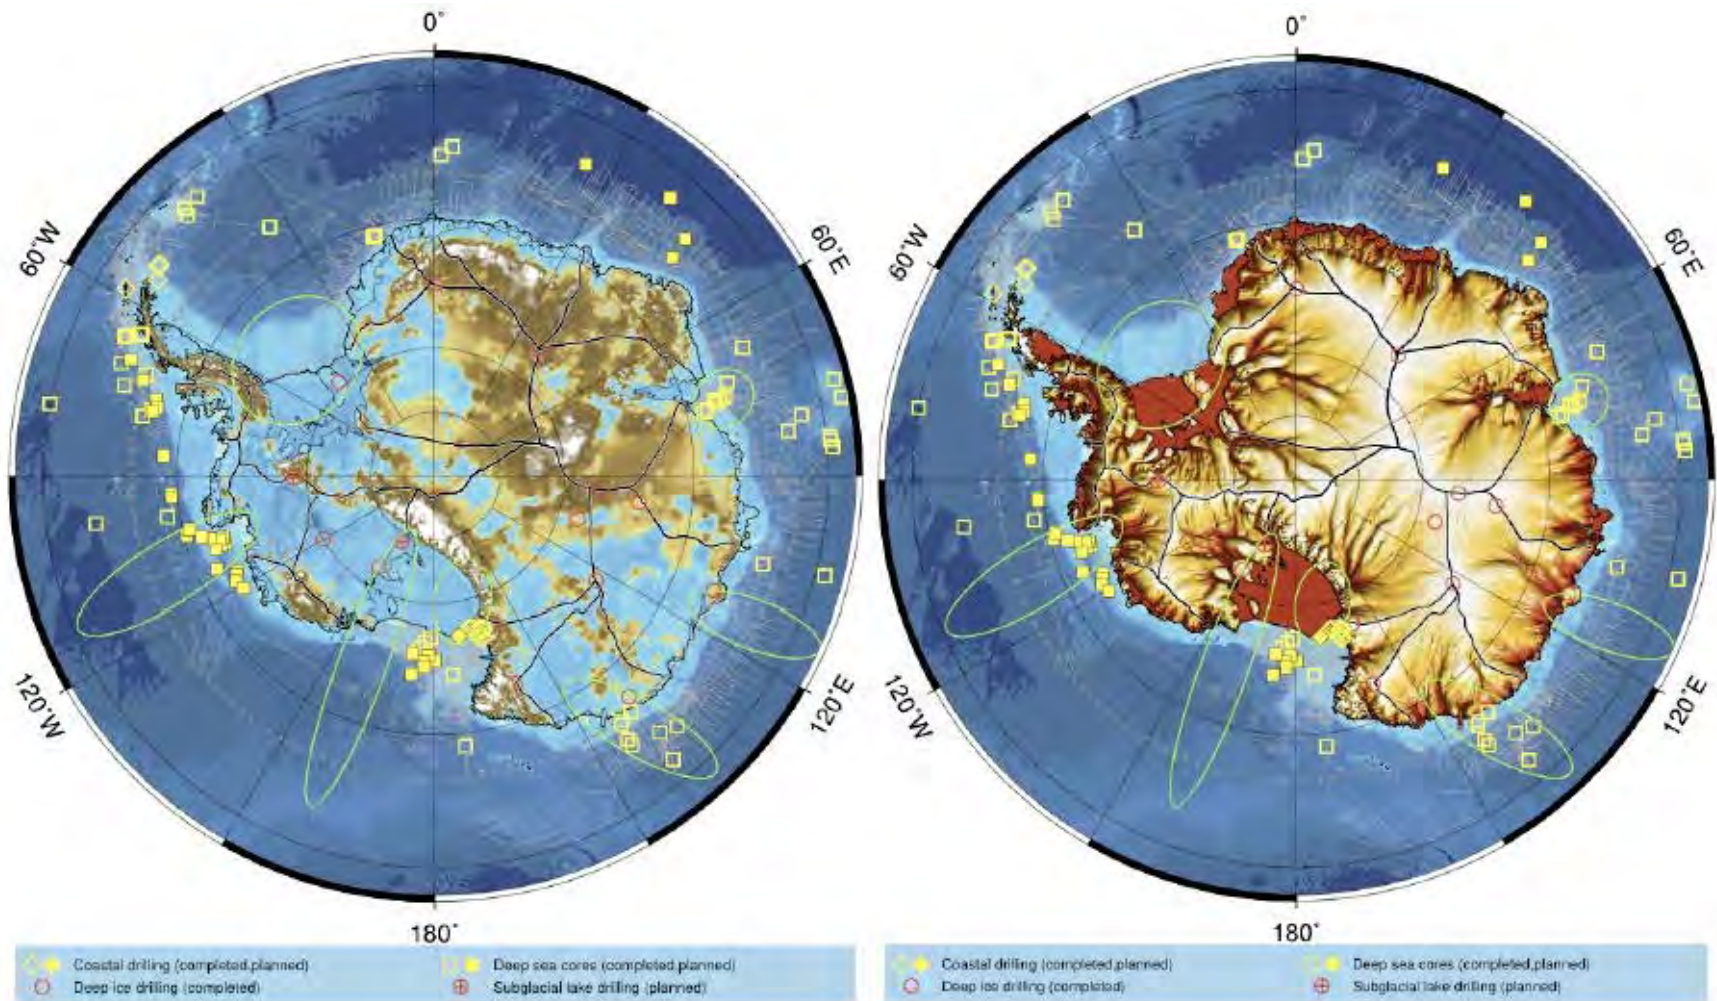 0° 0°
60°W 60°E 60°W 60°E
120°W 120°E 120°W 120°E
180° 180°
Coastal drilling (completed,planned) Deep sea cores (completed,planned) Coastal drilling (completed,planned) Deep sea cores (completed,planned)
Deep ice drilling (completed) Subglacial lake drilling (planned) Deep ice drilling (completed) Subglacial lake drilling (planned)